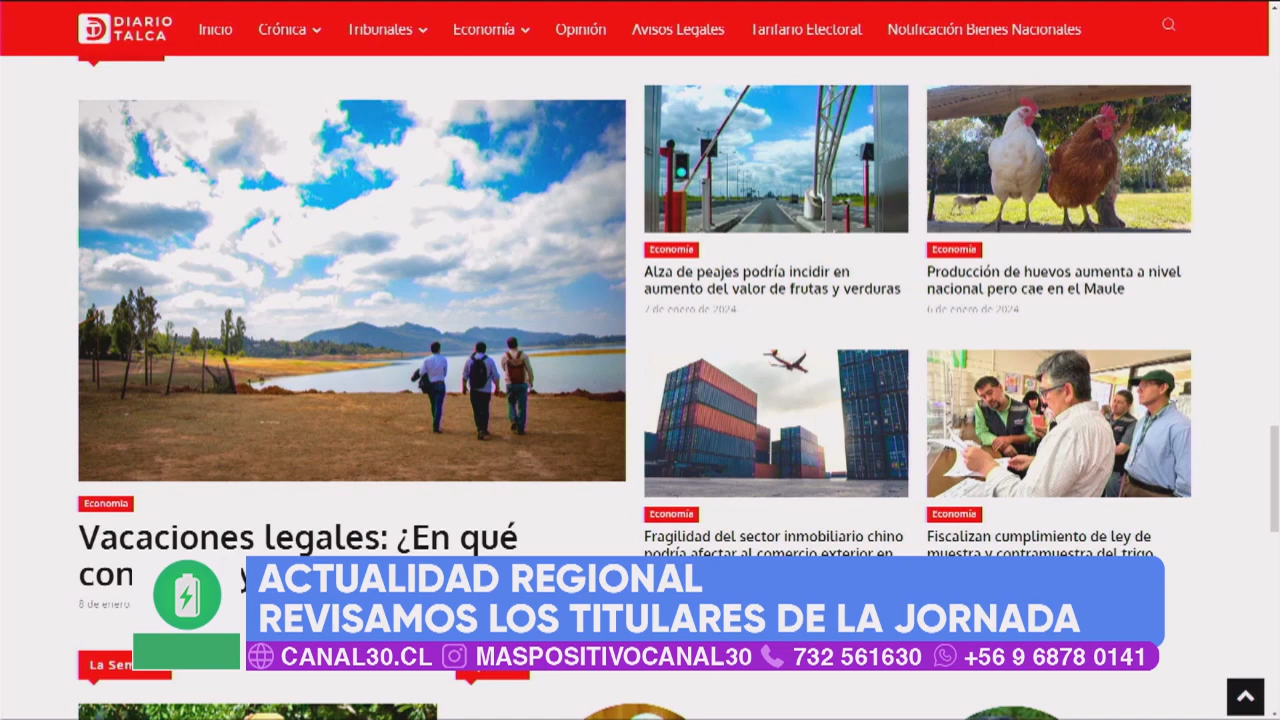 DIARIO
TALCA
Inicio
Crónica
Tribunales
Economía
Opinión
Avisos Legales
Tarifario Electoral
Notificación Bienes Nacionales
Economía
Alza de peajes podría incidir en
aumento del valor de frutas y verduras
7 de enero de 2024
Economía
Producción de huevos aumenta a nivel
nacional pero cae en el Maule
6 de enero de 2024
Economía
Vacaciones legales: ¿En qué
con
8 de enero
Economía
Fragilidad del sector inmobiliario chino
podría afectar al comercio exterior en
Economía
Fiscalizan cumplimiento de ley de
muestra y contramuestra del trigo
ACTUALIDAD REGIONAL
REVISAMOS LOS TITULARES DE LA JORNADA
CANAL30.CL
MASPOSITIVOCANAL30
732 561630
+56 9 6878 0141
La Sem